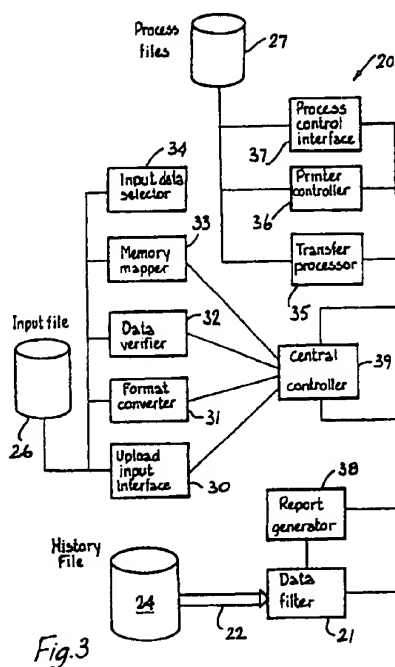 Process
files
27
20
Process
control
interface
37
34
Input data
selector
Printer
controller
36
33
Memory
mapper
Transfer
processor
35
Input file
32
Data
verifier
Central
controller
39
26
Format
converter
31
Upload
input
Interface
30
38
Report
generator
History
File
24
22
Data
filter
21
Fig.3